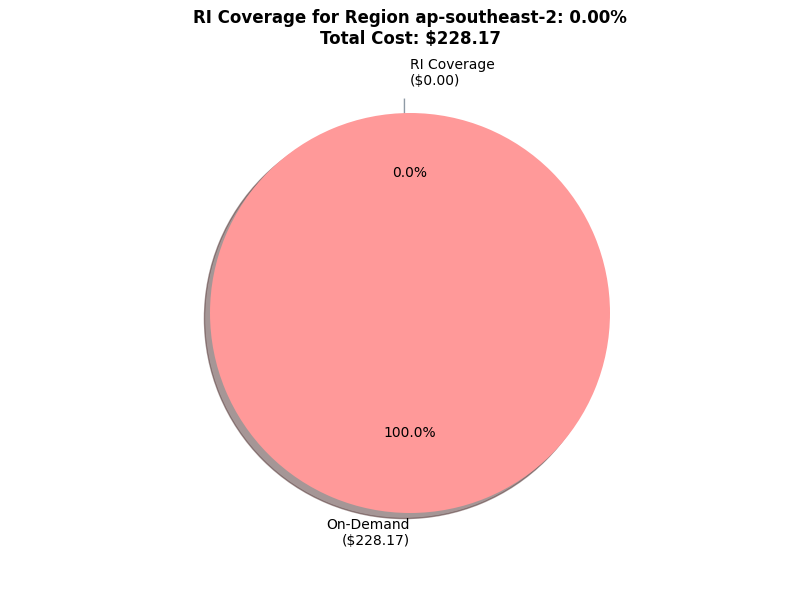 RI Coverage for Region ap-southeast-2: 0.00%
Total Cost: $228.17
RI Coverage
($0.00)
0.0%
100.0%
On-Demand
($228.17)